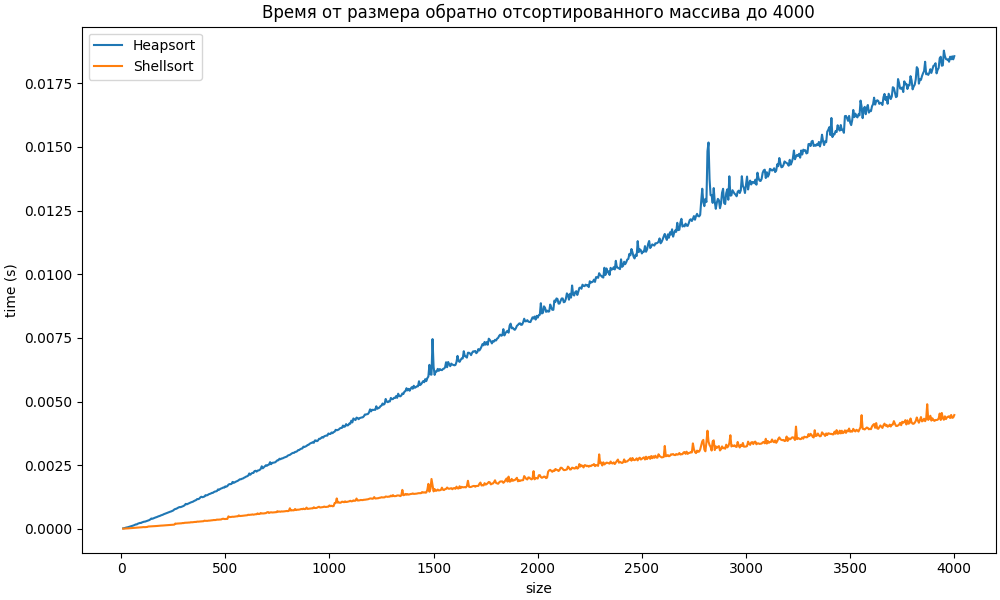 Время от размера обратно отсортированного массива до 4000
Heapsort
Shellsort
0.0175
0.0150
0.0125
0.0100
0.0075
0.0050
0.0025
0.0000
time (s)
0 500 1000 1500 2000 2500 3000 3500 4000
size